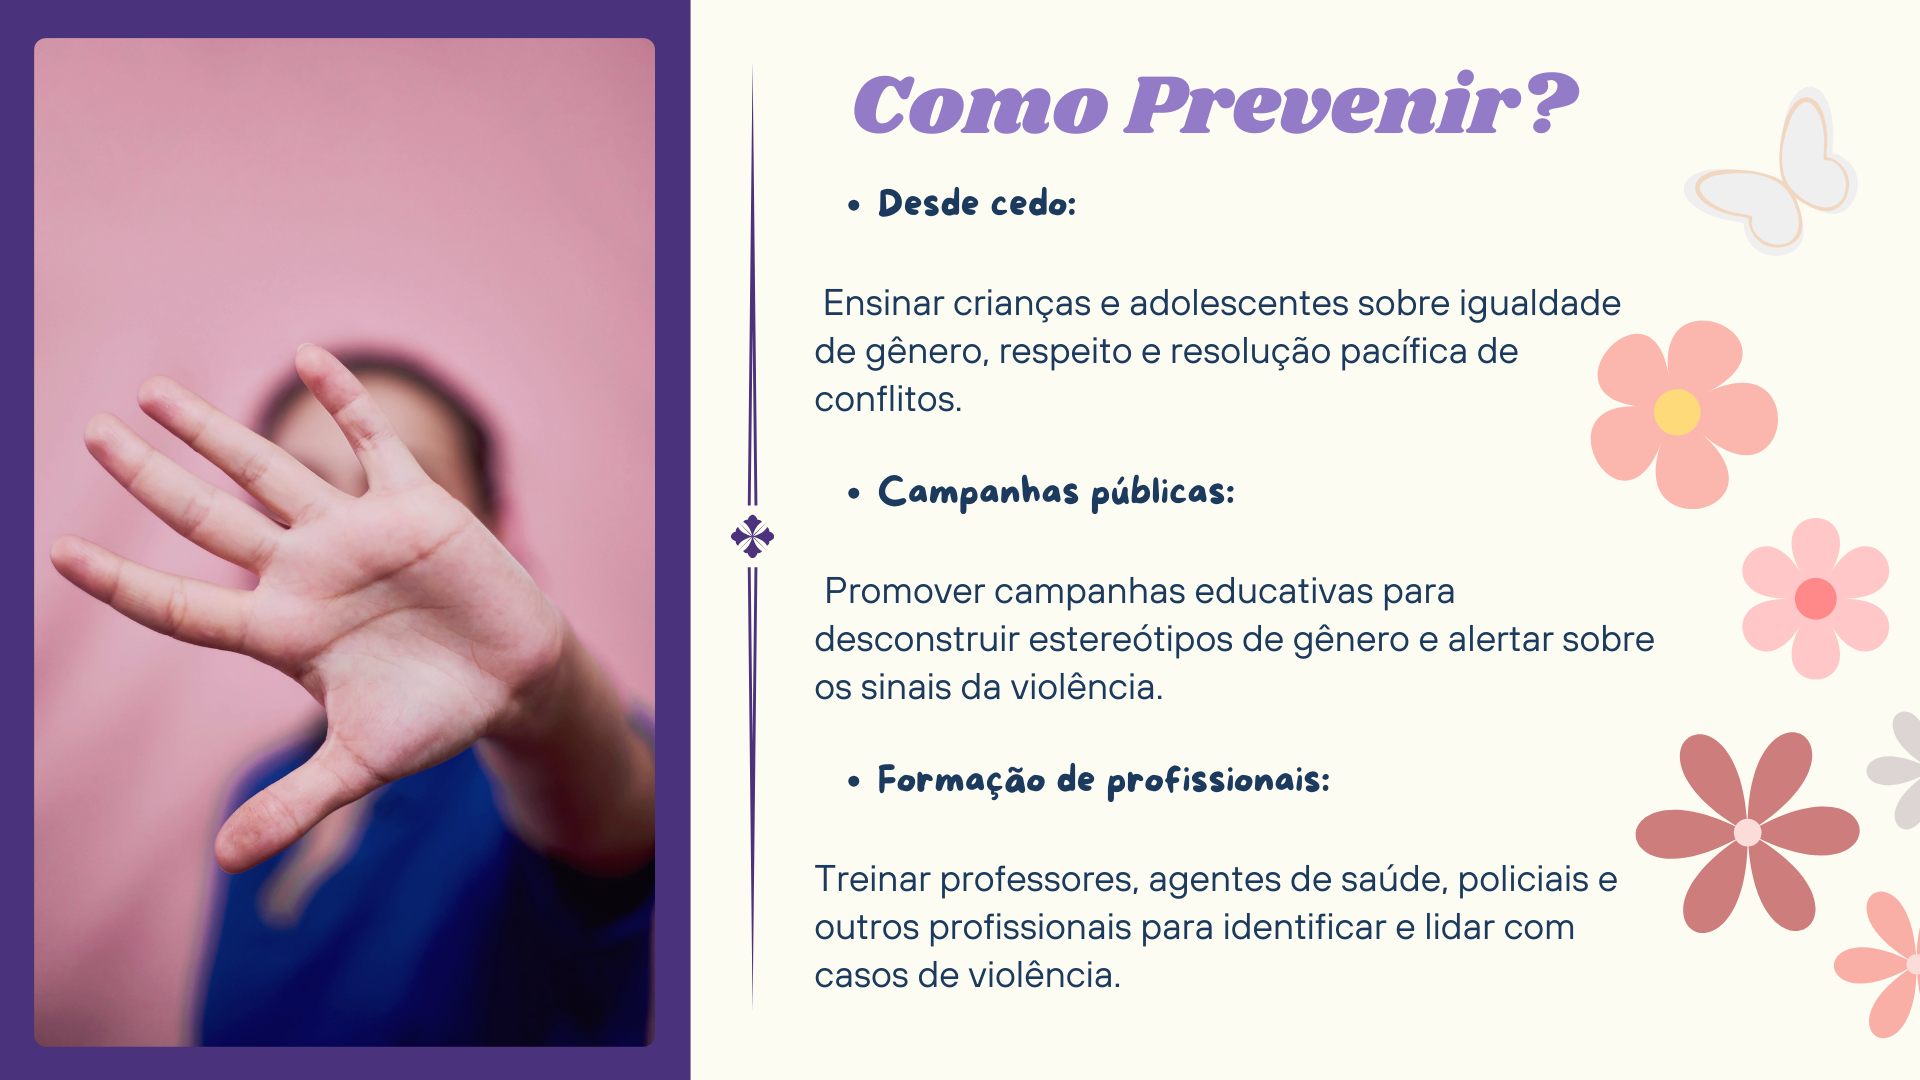 Como Prevenir?
• Desde cedo:
Ensinar crianças e adolescentes sobre igualdade
de gênero, respeito e resolução pacífica de
conflitos.
• Campanhas públicas:
Promover campanhas educativas para
desconstruir estereótipos de gênero e alertar sobre
os sinais da violência.
• Formação de profissionais:
Treinar professores, agentes de saúde, policiais e
outros profissionais para identificar e lidar com
casos de violência.